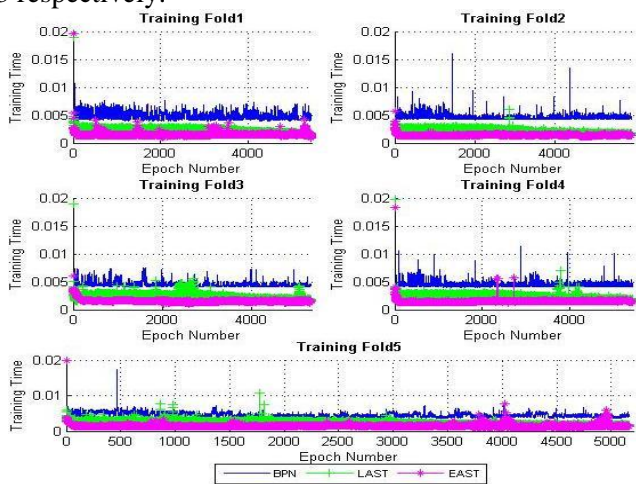 respectively.
Training Fold1
Training Fold2
Training Time
0.02
0.015
0.01
0.005
0
0 2000 4000
Epoch Number
Training Time
0.02
0.015
0.01
0.005
0
0 2000 4000
Epoch Number
Training Fold3
Training Fold4
Training Time
0.02
0.015
0.01
0.005
0
0 2000 4000
Epoch Number
Training Time
0.02
0.015
0.01
0.005
0
0 2000 4000
Epoch Number
Training Fold5
Training Time
0.02
0.01
0
0 500 1000 1500 2000 2500 3000 3500 4000 4500 5000
Epoch Number
BPN LAST EAST